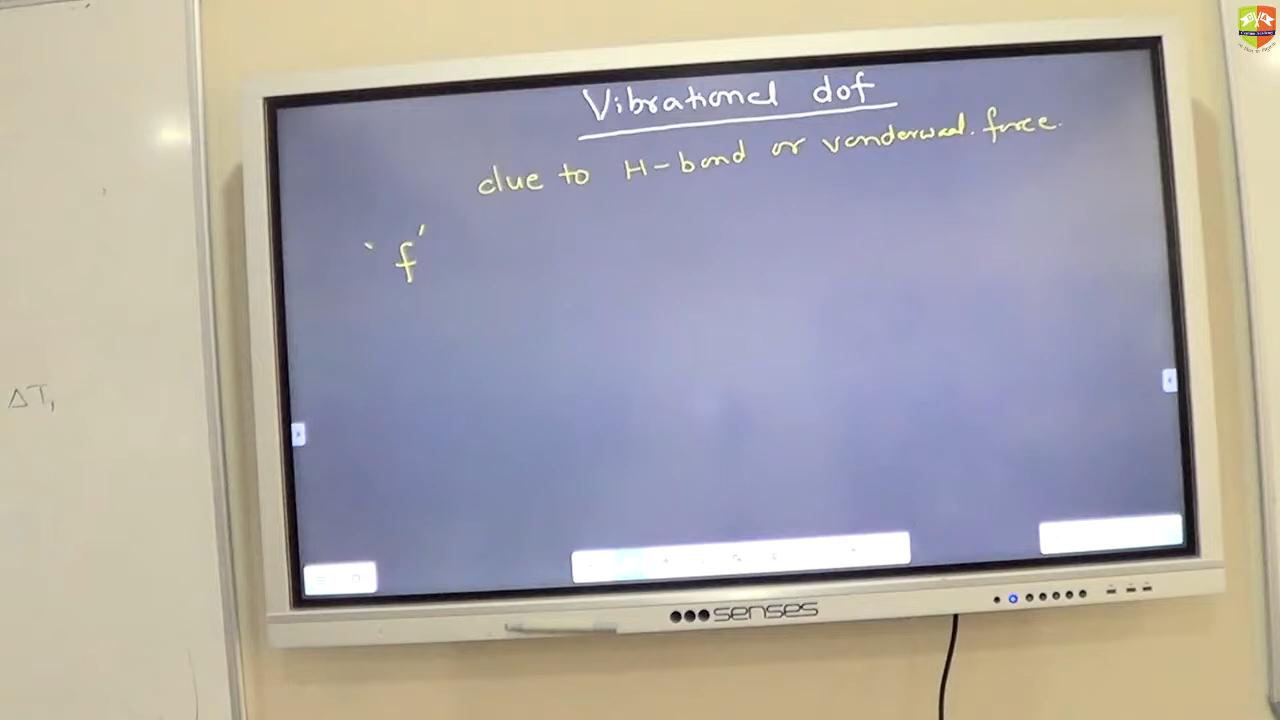 Vibrational dof
due to H-bond or vanderwaal. force.
'f'
ΔT,
senses